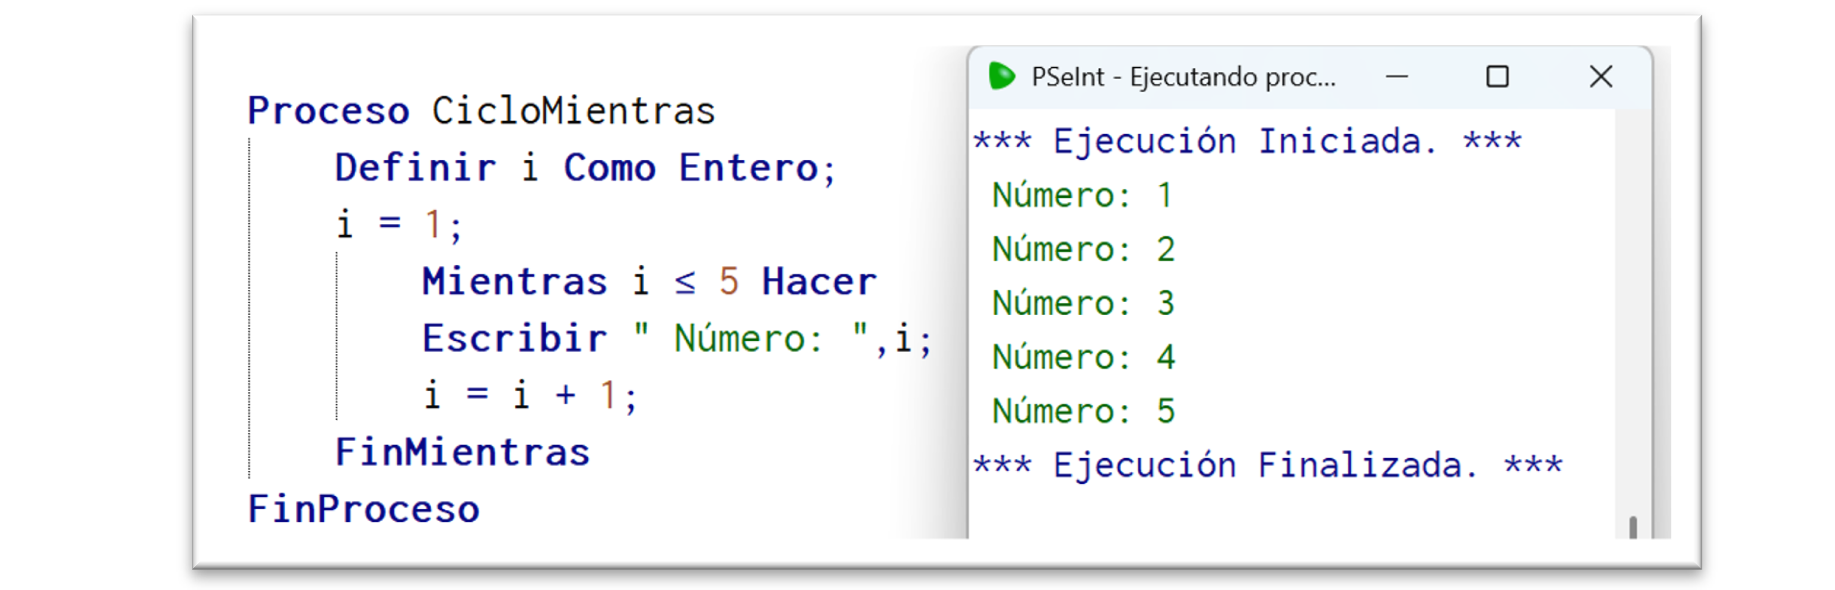 Proceso CicloMientras
Definir i Como Entero;
i = 1;
Mientras i ≤ 5 Hacer
Escribir " Número: ",i;
i = i + 1;
FinMientras
FinProceso
PSeInt - Ejecutando proc...
*** Ejecución Iniciada. ***
Número: 1
Número: 2
Número: 3
Número: 4
Número: 5
*** Ejecución Finalizada. ***